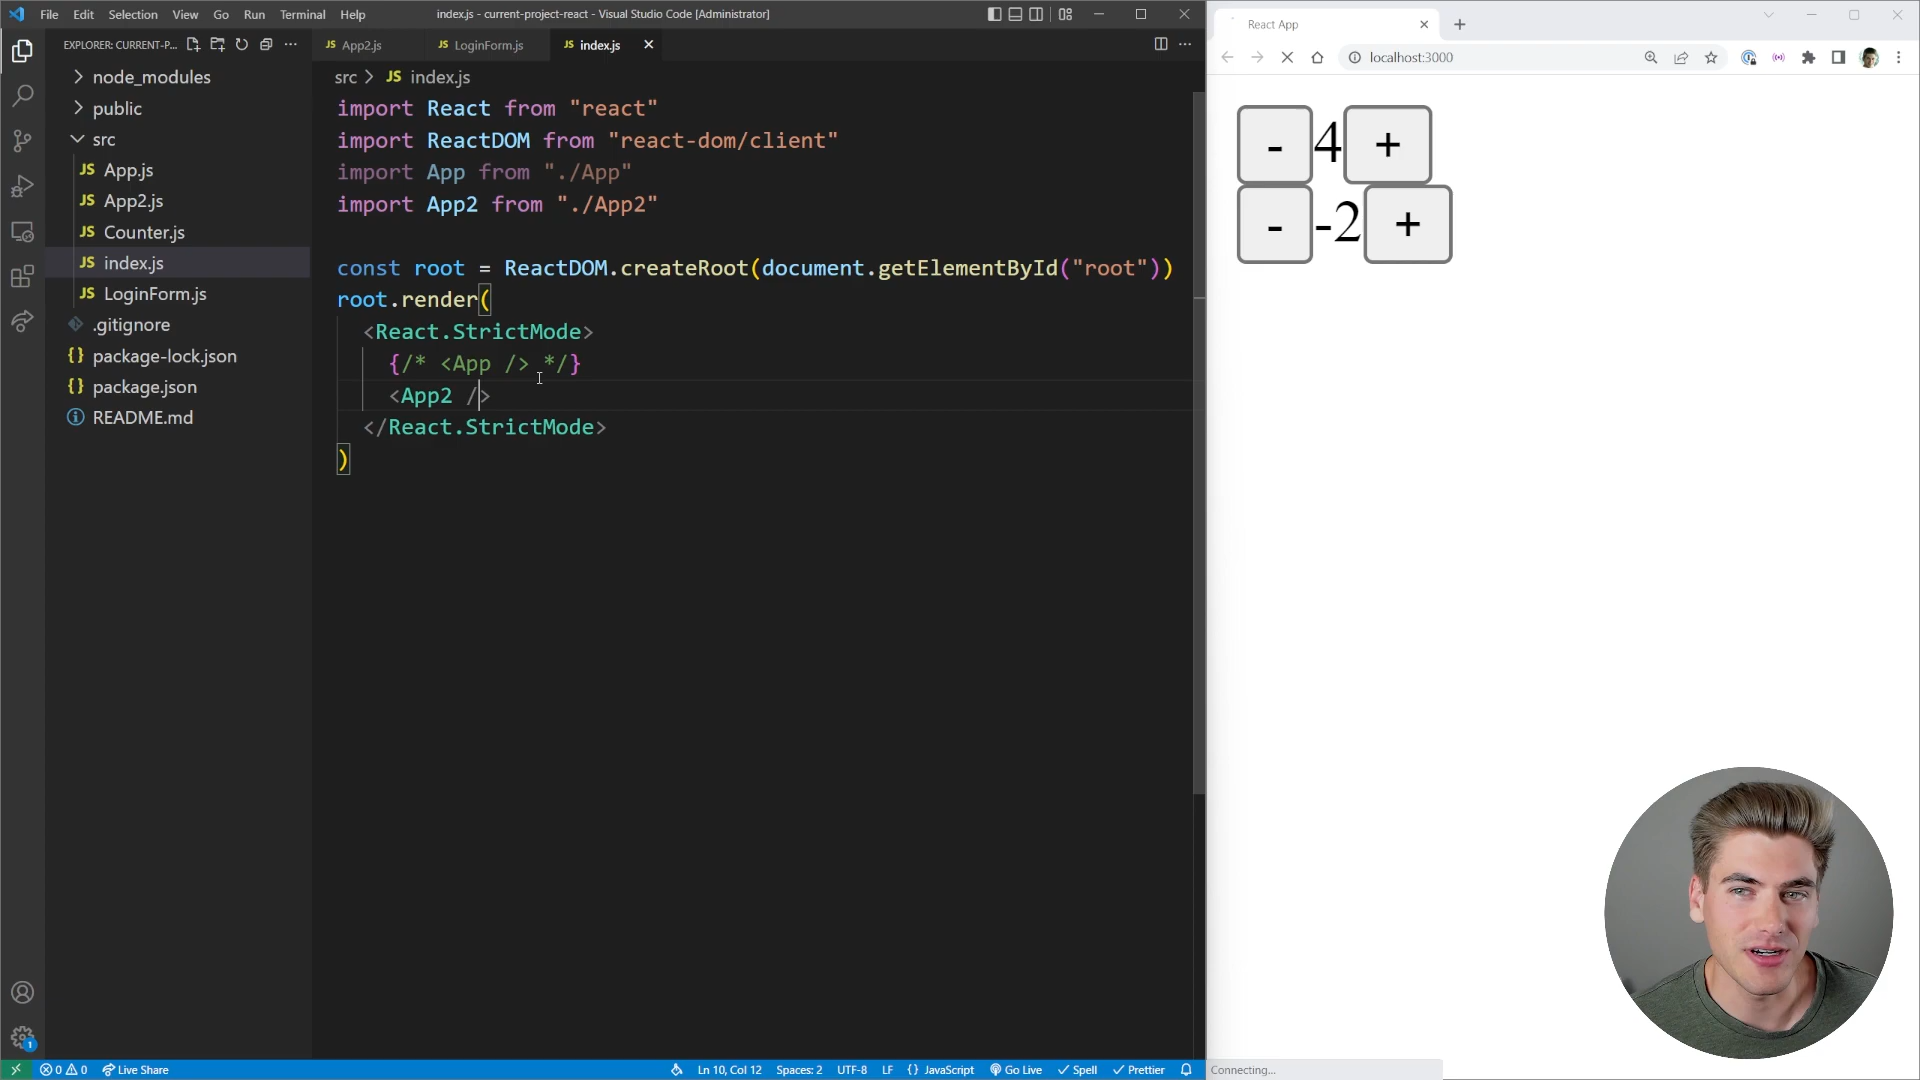 File Edit Selection View Go Run Terminal Help
index.js - current-project-react - Visual Studio Code [Administrator]
EXPLORER: CURRENT-P...
node_modules
public
src
JS App.js
JS App2.js
JS Counter.js
JS index.js
JS LoginForm.js
.gitignore
{} package-lock.json
{} package.json
README.md
JS App2.js
JS LoginForm.js
JS index.js
src > JS index.js
import React from "react"
import ReactDOM from "react-dom/client"
import App from "./App"
import App2 from "./App2"
const root = ReactDOM.createRoot(document.getElementById("root"))
root.render(
<React.StrictMode>
{/* <App /> */}
<App2 />
</React.StrictMode>
)
1
0 0 Live Share
Ln 10, Col 12 Spaces: 2 UTF-8 LF {} JavaScript Go Live Spell Prettier
React App
localhost:3000
- 4 +
- -2 +
Connecting...